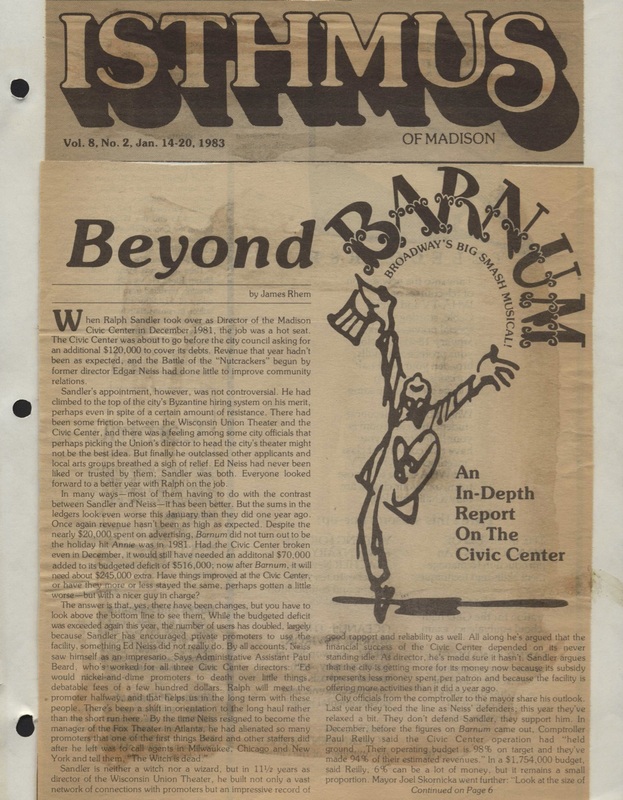 ISTHMUS
Vol. 8, No. 2, Jan. 14-20, 1983
OF MADISON
Beyond
BARNUM
BROADWAY'S BIG SMASH MUSICAL!
by James Rhem
When Ralph Sandler took over as Director of the Madison
Civic Center in December 1981, the job was a hot seat.
The Civic Center was about to go before the city council asking for
an additional $120,000 to cover its debts. Revenue that year hadn't
been as expected, and the Battle of the "Nutcrackers" begun by
former director Edgar Neiss had done little to improve community
relations.
Sandler's appointment, however, was not controversial. He had
climbed to the top of the city's Byzantine hiring system on his merit,
perhaps even in spite of a certain amount of resistance. There had
been some friction between the Wisconsin Union Theater and the
Civic Center, and there was a feeling among some city officials that
perhaps picking the Union's director to head the city's theater might
not be the best idea. But finally he outclassed other applicants and
local arts groups breathed a sigh of relief. Ed Neiss had never been
liked or trusted by them; Sandler was both. Everyone looked
forward to a better year with Ralph on the job.
In many ways—most of them having to do with the contrast
between Sandler and Neiss—it has been better. But the sums in the
ledgers look even worse this January than they did one year ago.
Once again revenue hasn't been as high as expected. Despite the
nearly $20,000 spent on advertising, Barnum did not turn out to be
the holiday hit Annie was in 1981. Had the Civic Center broken
even in December, it would still have needed an additional $70,000
added to its budgeted deficit of $516,000; now after Barnum, it will
need about $245,000 extra. Have things improved at the Civic Center,
or have they more or less stayed the same, perhaps gotten a little
worse—but with a nicer guy in charge?
The answer is that, yes, there have been changes, but you have to
look above the bottom line to see them. While the budgeted deficit
was exceeded again this year, the number of users has doubled, largely
because Sandler has encouraged private promoters to use the
facility, something Ed Neiss did not really do. By all accounts, Neiss
saw himself as an impresario. Says Administrative Assistant Paul
Beard, who's worked for all three Civic Center directors: "Ed
would nickel-and-dime promoters to death over little things,
debatable fees of a few hundred dollars. Ralph will meet the
promoter halfway, and that helps us in the long term with these
people. There's been a shift in orientation to the long haul rather
than the short run here." By the time Neiss resigned to become the
manager of the Fox Theater in Atlanta, he had alienated so many
promoters that one of the first things Beard and other staffers did
after he left was to call agents in Milwaukee, Chicago and New
York and tell them, "The Witch is dead."
Sandler is neither a witch nor a wizard, but in 11½ years as
director of the Wisconsin Union Theater, he built not only a vast
network of connections with promoters but an impressive record of
An
In-Depth
Report
On The
Civic Center
good rapport and reliability as well. All along he's argued that the
financial success of the Civic Center depended on its never
standing idle. As director, he's made sure it hasn't. Sandler argues
that the city is getting more for its money now because its subsidy
represents less money spent per patron and because the facility is
offering more activities than it did a year ago.
City officials from the comptroller to the mayor share his outlook.
Last year they toed the line as Neiss' defenders, this year they've
relaxed a bit. They don't defend Sandler, they support him. In
December, before the figures on Barnum came out, Comptroller
Paul Reilly said the Civic Center operation had "held
ground....Their operating budget is 98% on target and they've
made 94% of their estimated revenues." In a $1,754,000 budget,
said Reilly, 6% can be a lot of money, but it remains a small
proportion. Mayor Joel Skornicka went further: "Look at the size of
Continued on Page 6